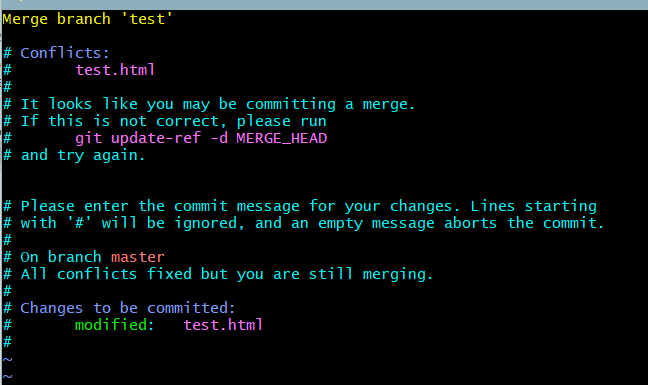 Merge branch 'test'
# Conflicts:
#       test.html
#
# It looks like you may be committing a merge.
# If this is not correct, please run
#       git update-ref -d MERGE_HEAD
# and try again.
# Please enter the commit message for your changes. Lines starting
# with '#' will be ignored, and an empty message aborts the commit.
#
# On branch master
# All conflicts fixed but you are still merging.
#
# Changes to be committed:
#       modified:   test.html
#
~
~